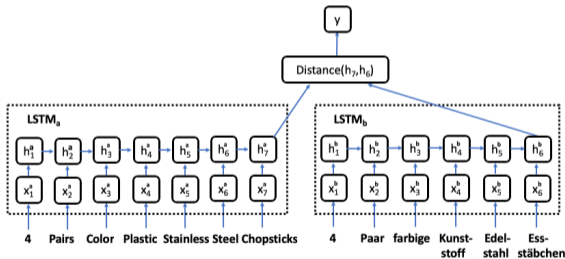 y
Distance(h₇,h₆)
LSTMₐ
LSTM_b
h₁ᵃ h₂ᵃ h₃ᵃ h₄ᵃ h₅ᵃ h₆ᵃ h₇ᵃ
h₁ᵇ h₂ᵇ h₃ᵇ h₄ᵇ h₅ᵇ h₆ᵇ
x₁ᵃ x₂ᵃ x₃ᵃ x₄ᵃ x₅ᵃ x₆ᵃ x₇ᵃ
x₁ᵇ x₂ᵇ x₃ᵇ x₄ᵇ x₅ᵇ x₆ᵇ
4 Pairs Color Plastic Stainless Steel Chopsticks
4 Paar farbige Kunst- Edel- Ess-
stoff stahl stäbchen